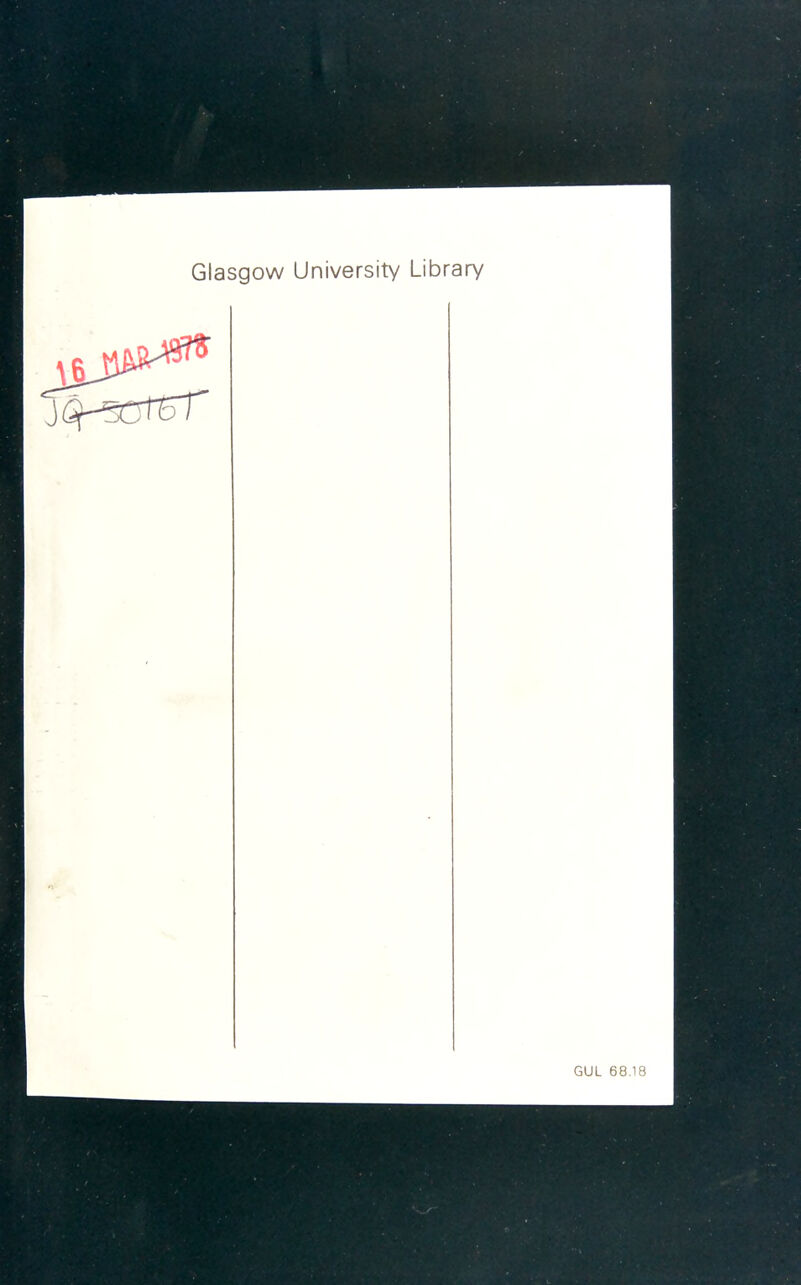 Glasgow University Library
16 MAR 1978
JQ 50161
GUL 68.18